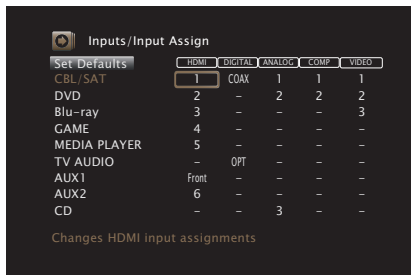 Inputs/Input Assign
Set Defaults HDMI DIGITAL ANALOG COMP VIDEO
CBL/SAT 1 COAX 1 1 1
DVD 2 – 2 2 2
Blu-ray 3 – – – 3
GAME 4 – – – –
MEDIA PLAYER 5 – – – –
TV AUDIO – OPT – – –
AUX1 Front – – – –
AUX2 6 – – – –
CD – – 3 – –
Changes HDMI input assignments